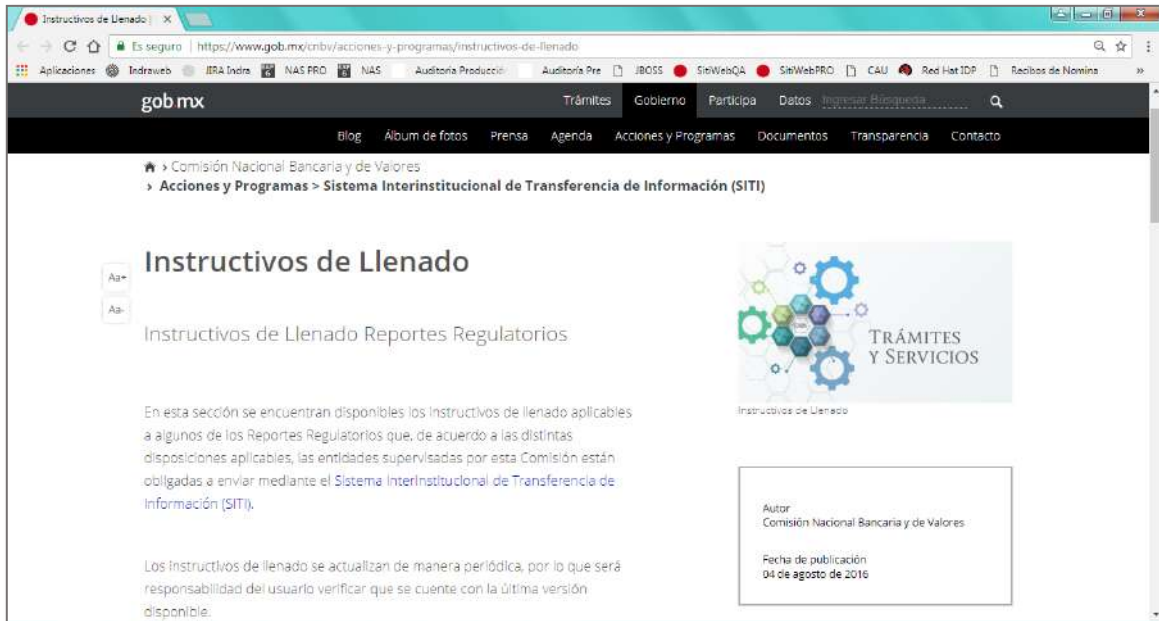 Instructivos de Llenado |
Es seguro | https://www.gob.mx/cnbv/acciones-y-programas/instructivos-de-llenado
Aplicaciones Indraweb JIRA Indra NAS PRO NAS Auditoria Producció Auditoría Pre JBOSS SitiWebQA SitiWebPRO CAU Red Hat IDP Recibos de Nomina »
gob mx Trámites Gobierno Participa Datos Ingresar Búsqueda
Blog Álbum de fotos Prensa Agenda Acciones y Programas Documentos Transparencia Contacto
> Comisión Nacional Bancaria y de Valores
> Acciones y Programas > Sistema Interinstitucional de Transferencia de Información (SITI)
Instructivos de Llenado
Aa+
Aa-
Instructivos de Llenado Reportes Regulatorios
TRÁMITES
Y SERVICIOS
Instructivos de Llenado
En esta sección se encuentran disponibles los instructivos de llenado aplicables
a algunos de los Reportes Regulatorios que, de acuerdo a las distintas
disposiciones aplicables, las entidades supervisadas por esta Comisión están
obligadas a enviar mediante el Sistema Interinstitucional de Transferencia de
Información (SITI).
Los instructivos de llenado se actualizan de manera periódica, por lo que será
responsabilidad del usuario verificar que se cuente con la última versión
disponible.
Autor
Comisión Nacional Bancaria y de Valores
Fecha de publicación
04 de agosto de 2016